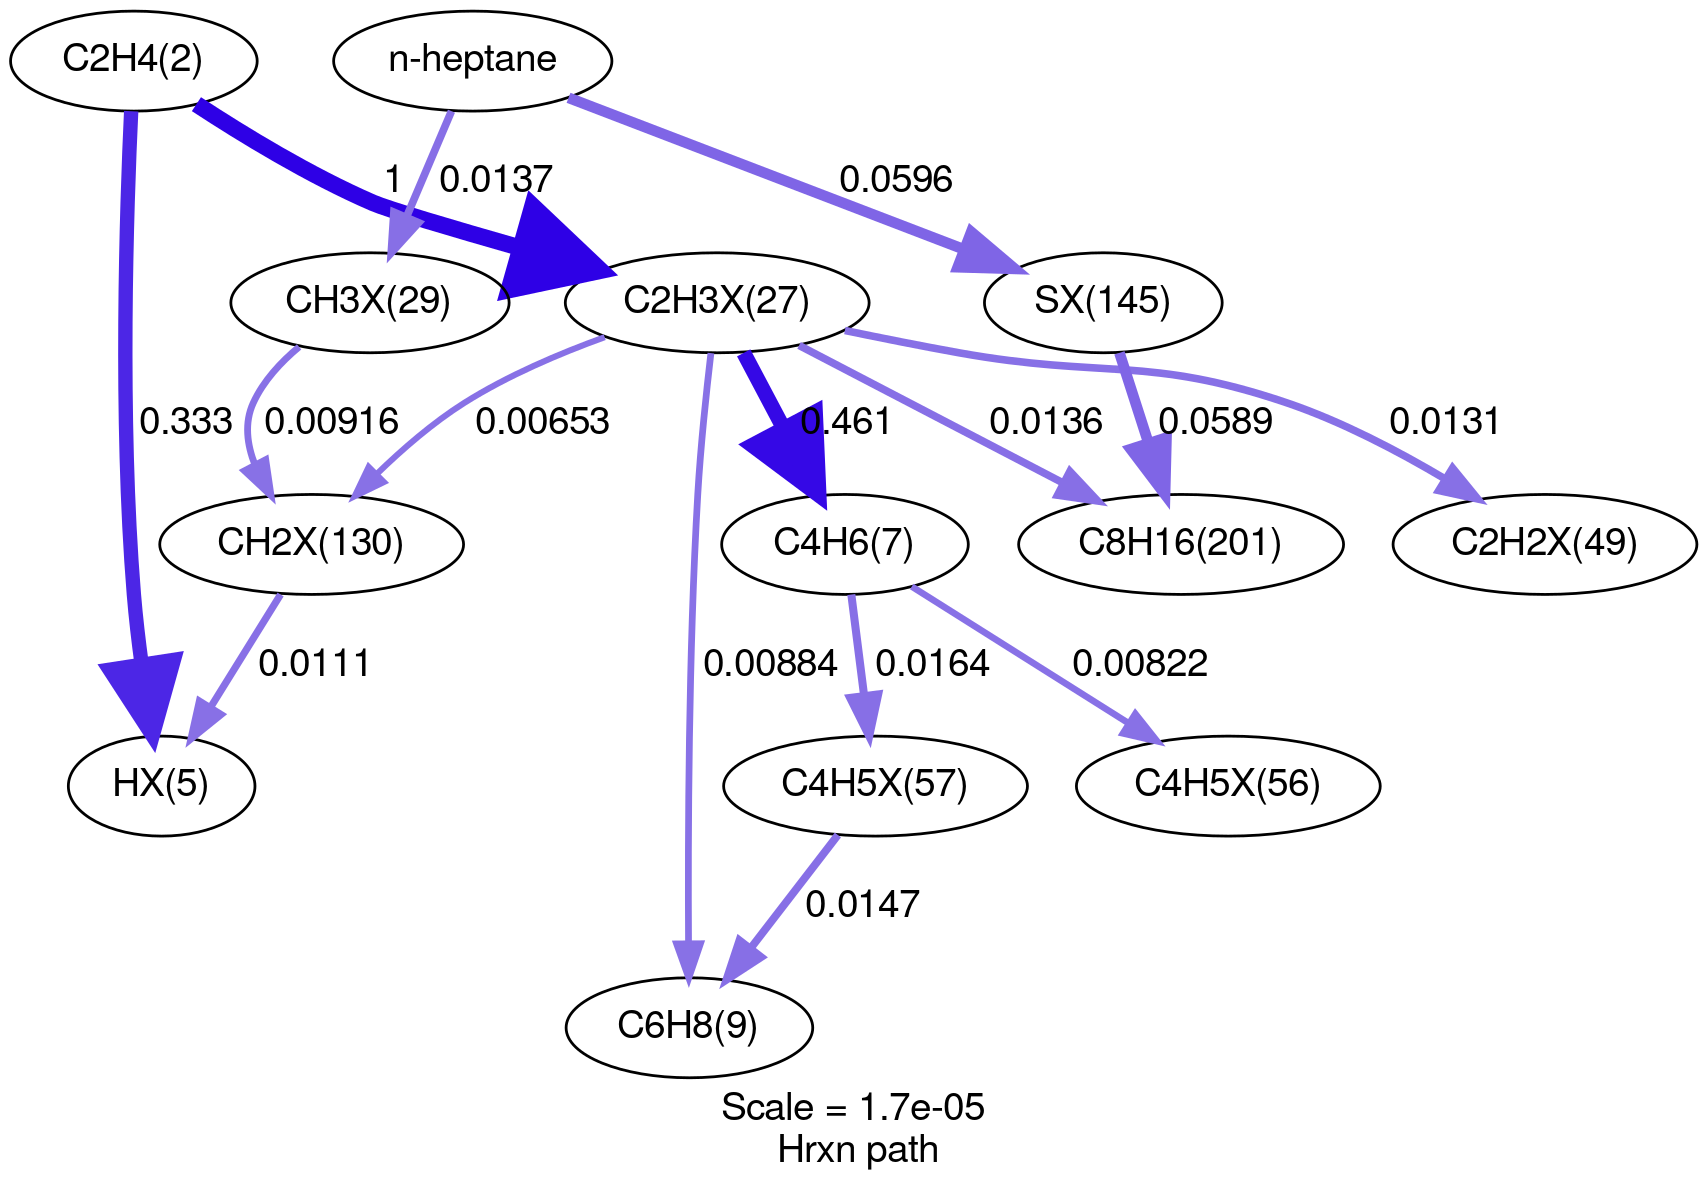 C2H4(2)
n-heptane
1
0.0137
0.0596
CH3X(29)
C2H3X(27)
SX(145)
0.333
0.00916
0.00653
0.461
0.0136
0.0589
0.0131
CH2X(130)
C4H6(7)
C8H16(201)
C2H2X(49)
0.0111
0.00884
0.0164
0.00822
HX(5)
C4H5X(57)
C4H5X(56)
0.0147
C6H8(9)
Scale = 1.7e-05
Hrxn path